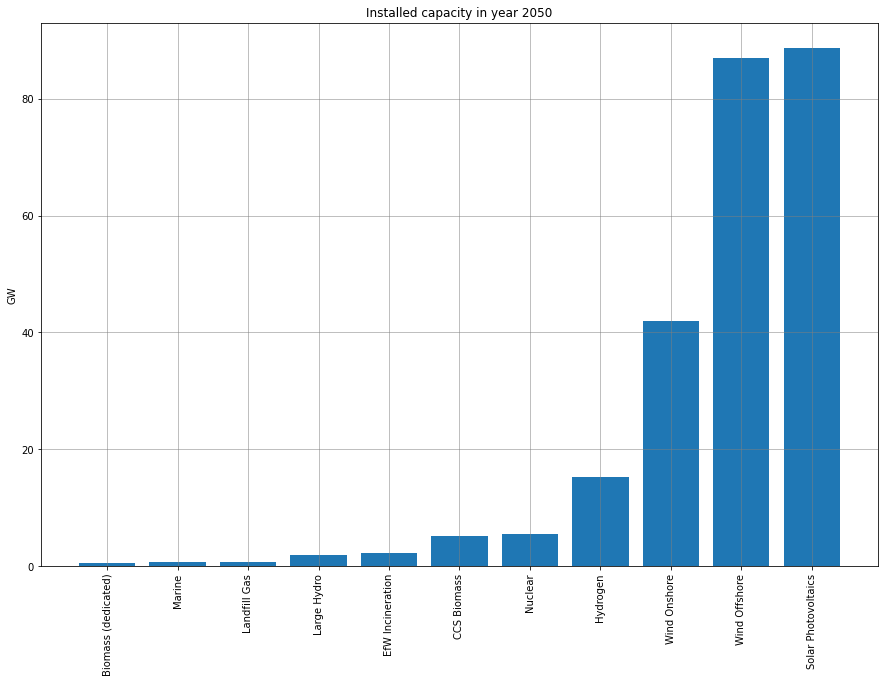 Installed capacity in year 2050
GW
80
60
40
20
0
Biomass (dedicated)
Marine
Landfill Gas
Large Hydro
EfW Incineration
CCS Biomass
Nuclear
Hydrogen
Wind Onshore
Wind Offshore
Solar Photovoltaics